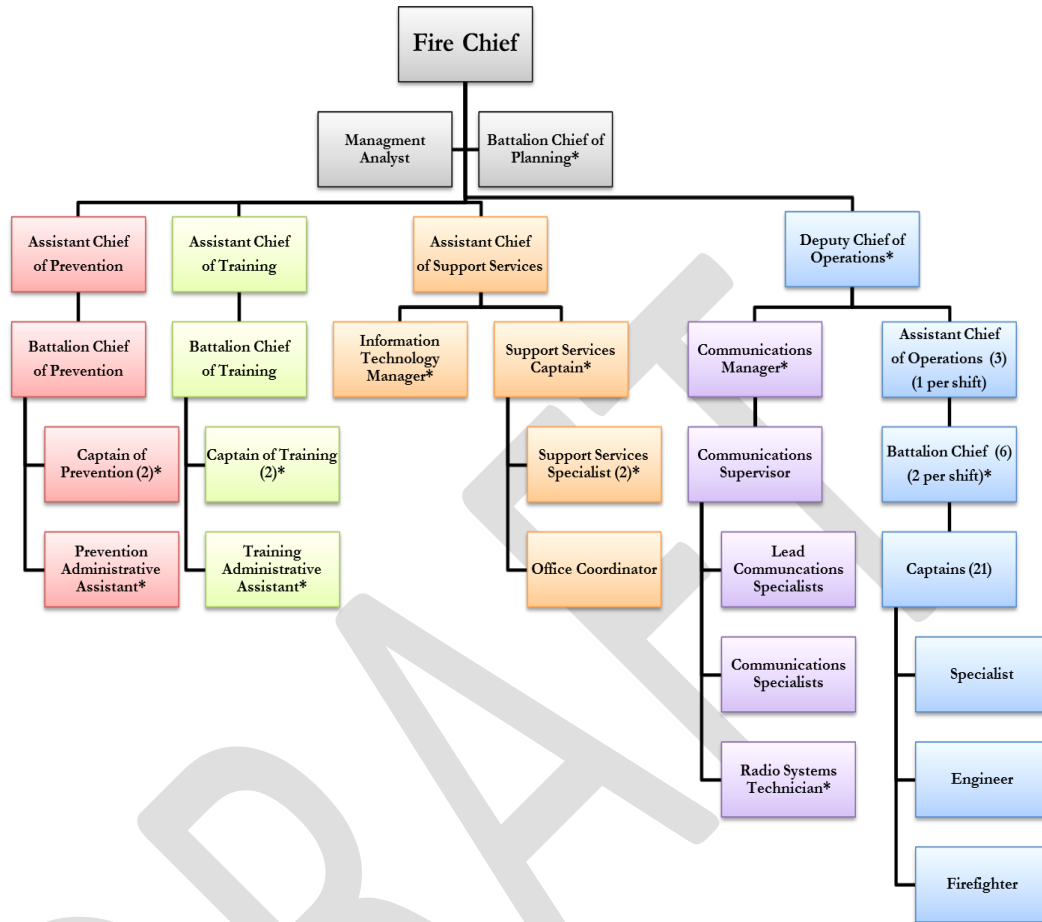 Fire Chief
Managment
Analyst
Battalion Chief of
Planning*
Assistant Chief
of Prevention
Assistant Chief
of Training
Assistant Chief
of Support Services
Deputy Chief of
Operations*
Battalion Chief
of Prevention
Battalion Chief
of Training
Information
Technology
Manager*
Support Services
Captain*
Communications
Manager*
Assistant Chief
of Operations (3)
(1 per shift)
Captain of
Prevention (2)*
Captain of Training
(2)*
Support Services
Specialist (2)*
Communications
Supervisor
Battalion Chief (6)
(2 per shift)*
Prevention
Administrative
Assistant*
Training
Administrative
Assistant*
Office Coordinator
Lead
Communcations
Specialists
Captains (21)
Communications
Specialists
Specialist
Radio Systems
Technician*
Engineer
Firefighter
DRAFT